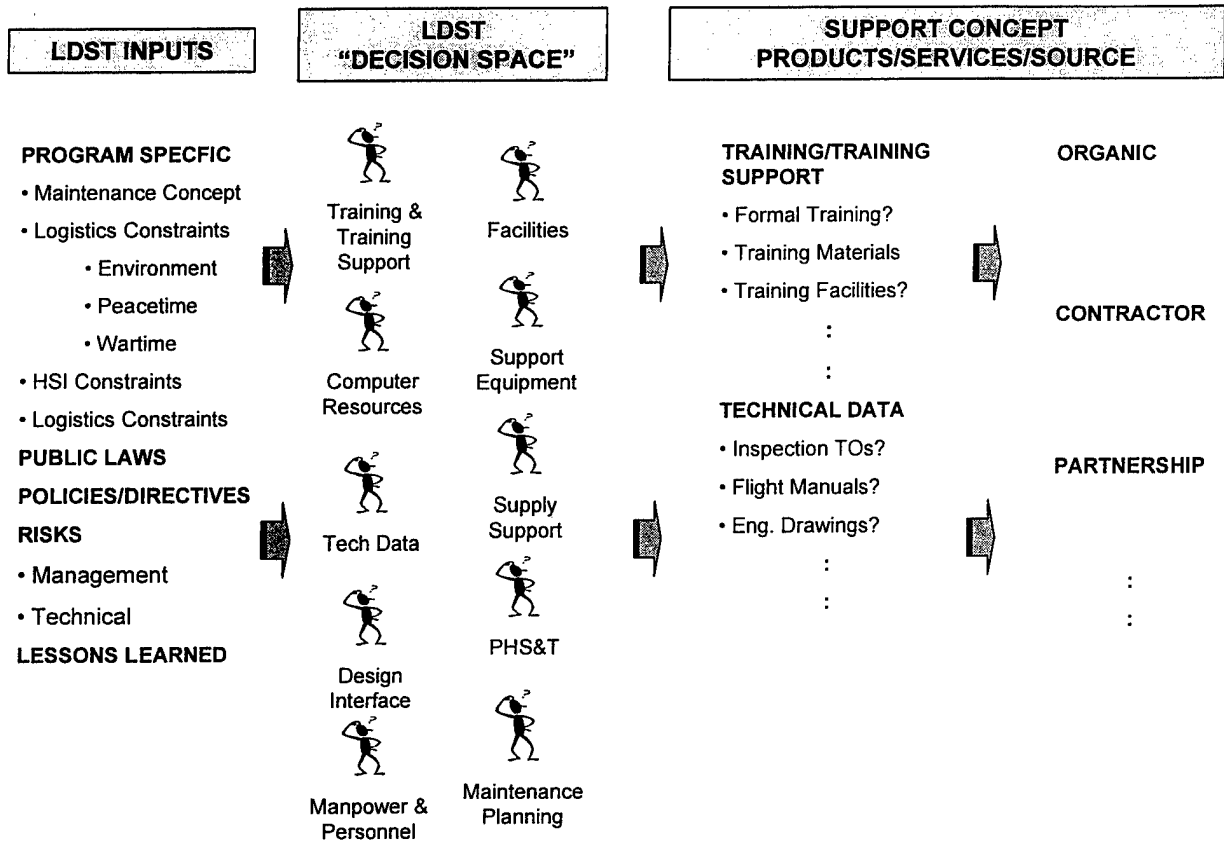 LDST INPUTS
LDST
“DECISION SPACE”
SUPPORT CONCEPT
PRODUCTS/SERVICES/SOURCE
PROGRAM SPECFIC
• Maintenance Concept
• Logistics Constraints
• Environment
• Peacetime
• Wartime
• HSI Constraints
• Logistics Constraints
PUBLIC LAWS
POLICIES/DIRECTIVES
RISKS
• Management
• Technical
LESSONS LEARNED
?
Training &
Training
Support
?
Computer
Resources
?
Tech Data
?
Design
Interface
?
Manpower &
Personnel
?
Facilities
?
Support
Equipment
?
Supply
Support
?
PHS&T
?
Maintenance
Planning
TRAINING/TRAINING
SUPPORT
• Formal Training?
• Training Materials
• Training Facilities?
:
:
TECHNICAL DATA
• Inspection TOs?
• Flight Manuals?
• Eng. Drawings?
:
:
ORGANIC
CONTRACTOR
PARTNERSHIP
:
: